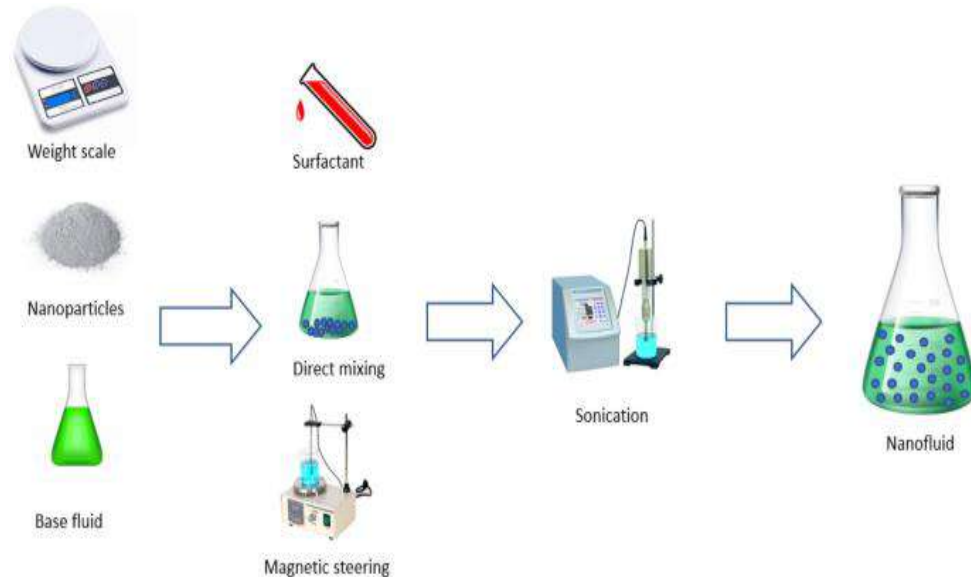 Weight scale
Nanoparticles
Base fluid
Surfactant
Direct mixing
Magnetic steering
Sonication
Nanofluid